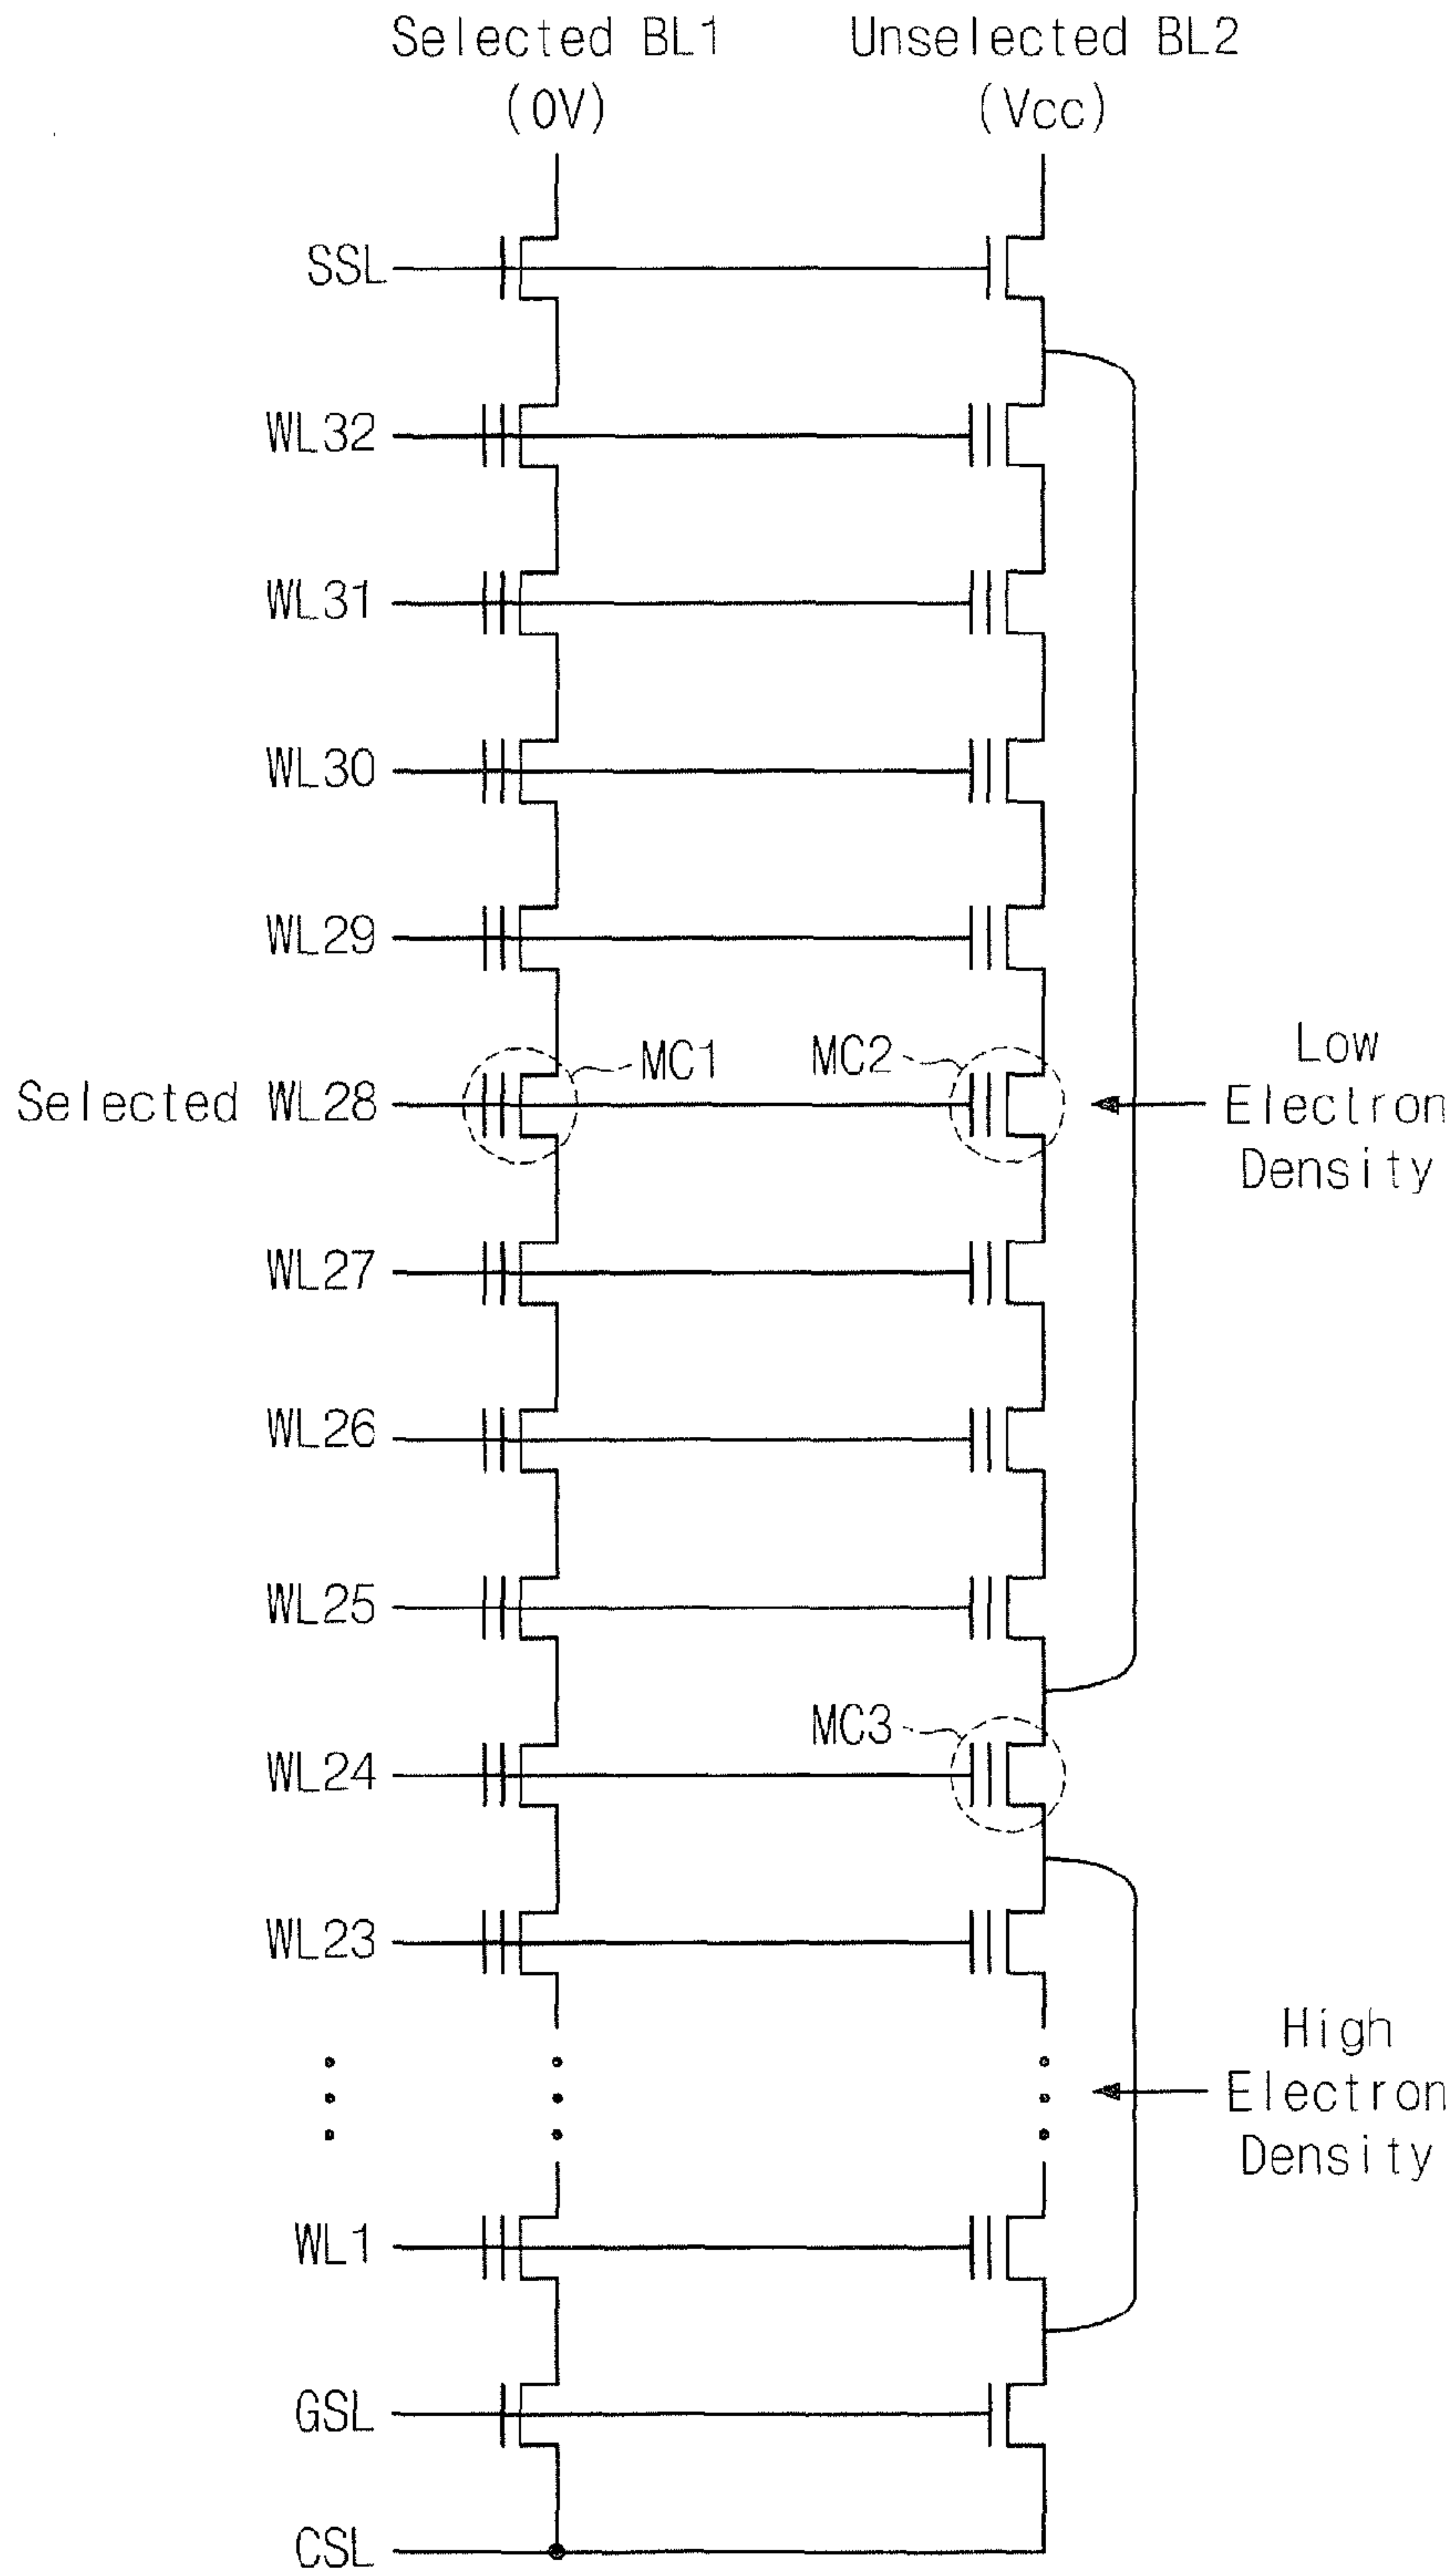 Selected BL1
(0V)
Unselected BL2
(Vcc)
SSL
WL32
WL31
WL30
WL29
MC1
MC2
Selected WL28
Low
Electron
Density
WL27
WL26
WL25
MC3
WL24
WL23
High
Electron
Density
WL1
GSL
CSL